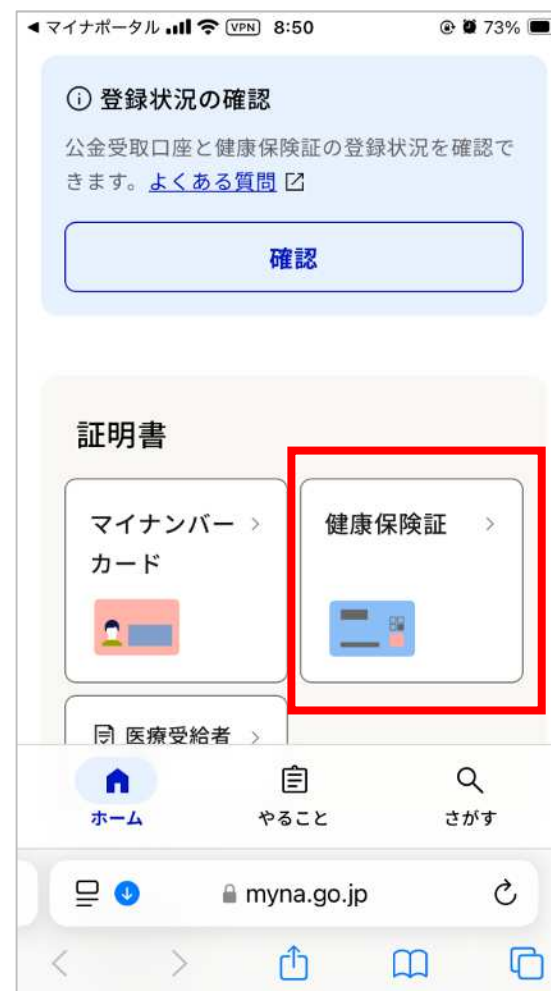 ◀ マイナポータル VPN 8:50 73%
登録状況の確認
公金受取口座と健康保険証の登録状況を確認で
きます。よくある質問
確認
証明書
マイナンバー
カード
健康保険証
医療受給者
ホーム やること さがす
myna.go.jp